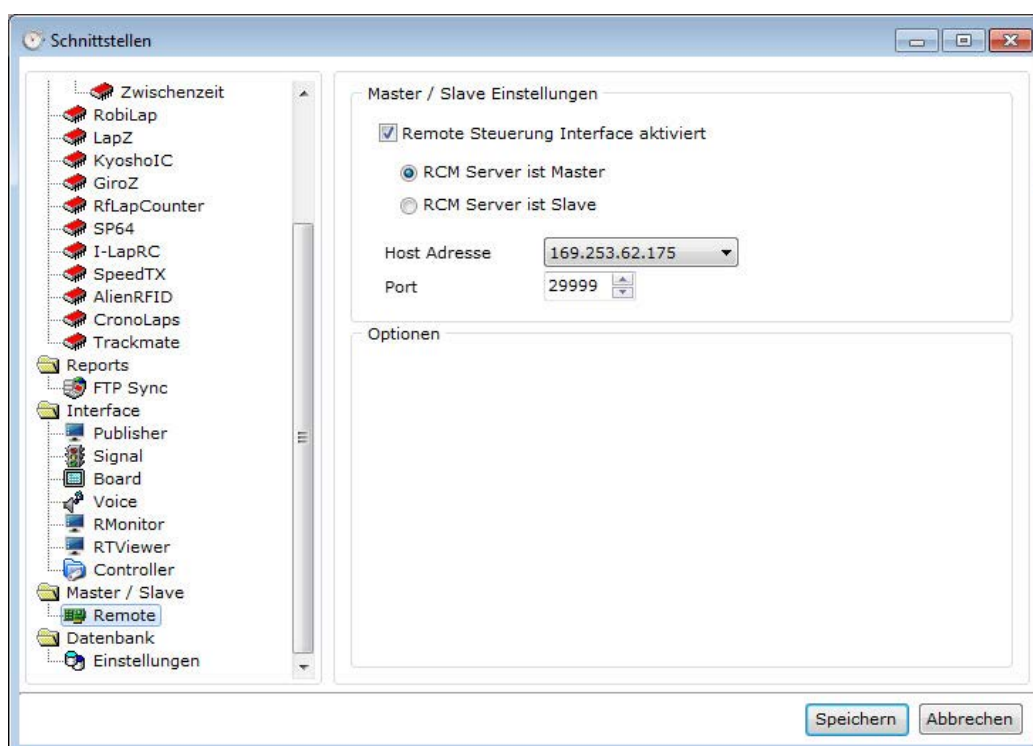 Schnittstellen
Zwischenzeit
RobiLap
LapZ
KyoshoIC
GiroZ
RfLapCounter
SP64
I-LapRC
SpeedTX
AlienRFID
CronoLaps
Trackmate
Reports
FTP Sync
Interface
Publisher
Signal
Board
Voice
RMonitor
RTViewer
Controller
Master / Slave
Remote
Datenbank
Einstellungen
Master / Slave Einstellungen
Remote Steuerung Interface aktiviert
RCM Server ist Master
RCM Server ist Slave
Host Adresse 169.253.62.175
Port 29999
Optionen
Speichern Abbrechen